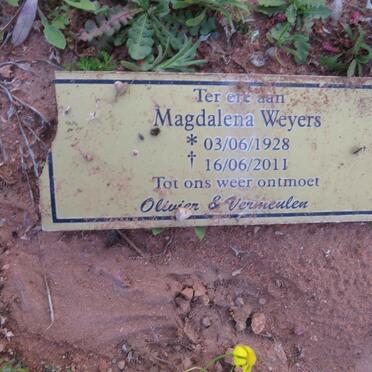 Ter ere aan
Magdalena Weyers
* 03/06/1928
† 16/06/2011
Tot ons weer ontmoet
Olivier & Vermeulen